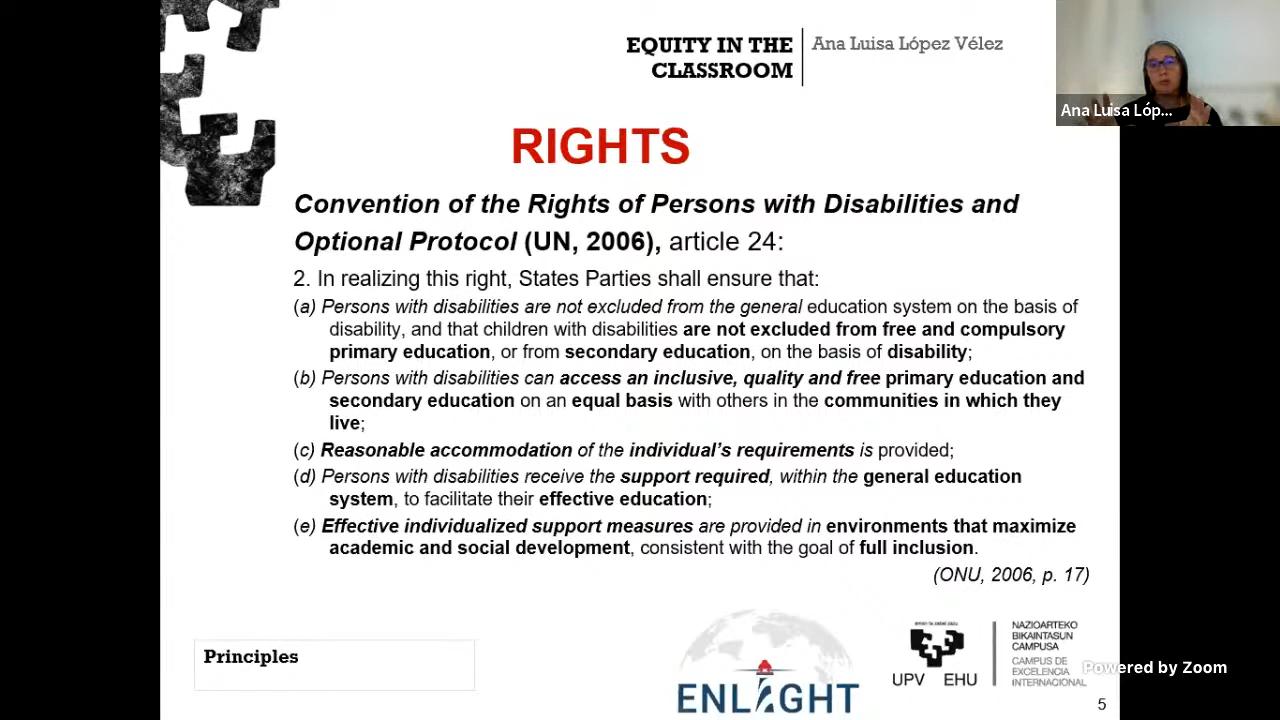 EQUITY IN THE
CLASSROOM
Ana Luisa López Vélez
Ana Luisa Lóp...
RIGHTS
Convention of the Rights of Persons with Disabilities and
Optional Protocol (UN, 2006), article 24:
2. In realizing this right, States Parties shall ensure that:
(a) Persons with disabilities are not excluded from the general education system on the basis of
disability, and that children with disabilities are not excluded from free and compulsory
primary education, or from secondary education, on the basis of disability;
(b) Persons with disabilities can access an inclusive, quality and free primary education and
secondary education on an equal basis with others in the communities in which they
live;
(c) Reasonable accommodation of the individual’s requirements is provided;
(d) Persons with disabilities receive the support required, within the general education
system, to facilitate their effective education;
(e) Effective individualized support measures are provided in environments that maximize
academic and social development, consistent with the goal of full inclusion.
(ONU, 2006, p. 17)
Principles
ENLIGHT
UPV EHU
NAZIOARTEKO
BIKAINTASUN
CAMPUSA
CAMPUS DE
EXCELENCIA
INTERNACIONAL
Powered by Zoom
5